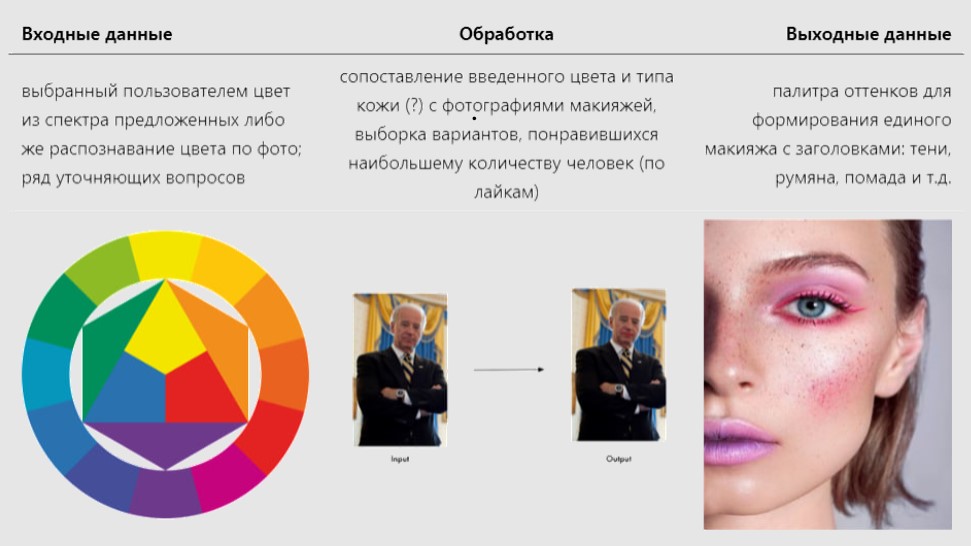 Входные данные
Обработка
Выходные данные
выбранный пользователем цвет
из спектра предложенных либо
же распознавание цвета по фото;
ряд уточняющих вопросов
сопоставление введенного цвета и типа
кожи (?) с фотографиями макияжей,
выборка вариантов, понравившихся
наибольшему количеству человек (по
лайкам)
палитра оттенков для
формирования единого
макияжа с заголовками: тени,
румяна, помада и т.д.
Input
Output